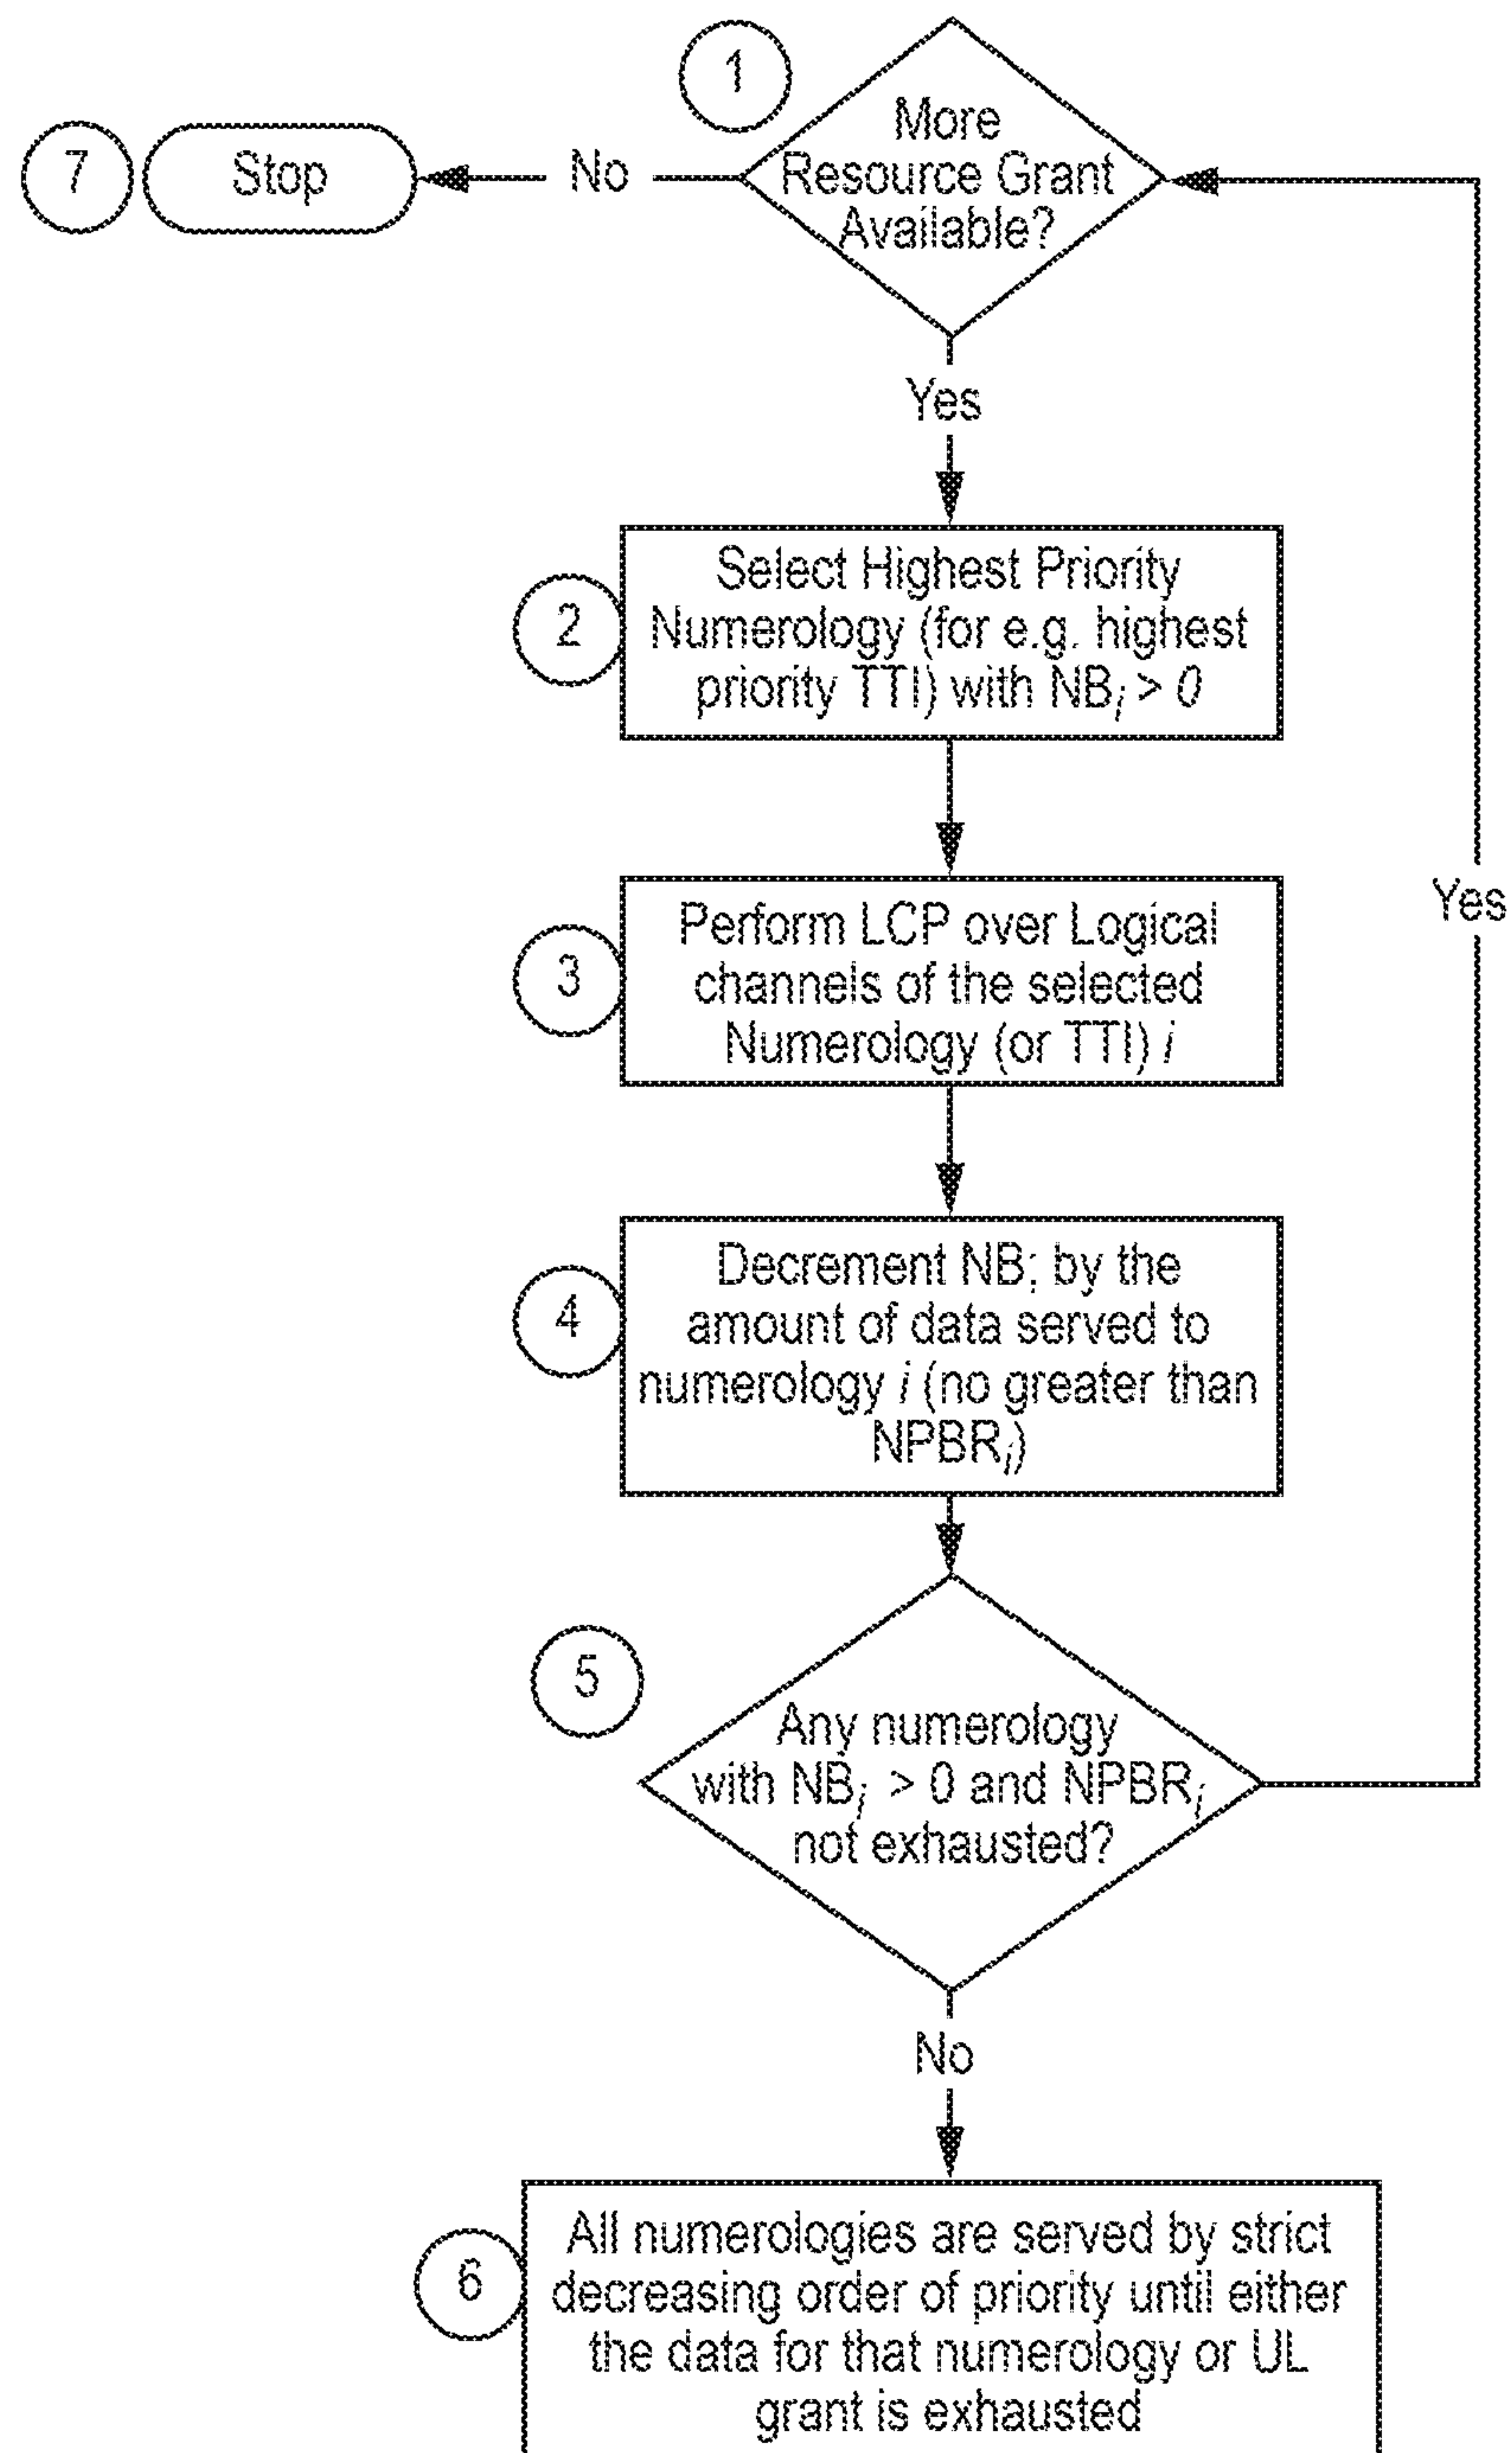 1
More
Resource Grant
Available?
7
Stop
No
Yes
2
Select Highest Priority
Numerology (for e.g. highest
priority TTI) with NBi > 0
3
Perform LCP over Logical
channels of the selected
Numerology (or TTI) i
Yes
4
Decrement NBi by the
amount of data served to
numerology i (no greater than
NPBRi)
5
Any numerology
with NBi > 0 and NPBRi
not exhausted?
No
6
All numerologies are served by strict
decreasing order of priority until either
the data for that numerology or UL
grant is exhausted